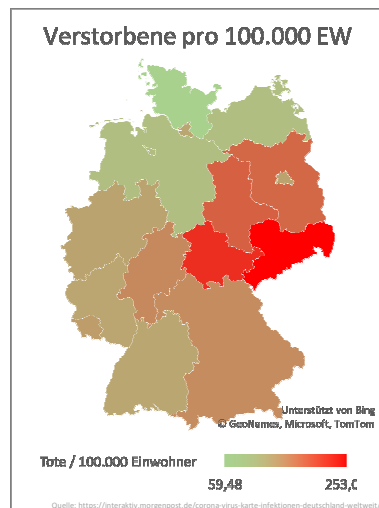 Verstorbene pro 100.000 EW
Unterstützt von Bing
© GeoNames, Microsoft, TomTom
Tote / 100.000 Einwohner
59,48 253,0
Quelle: https://interaktiv.morgenpost.de/corona-virus-karte-infektionen-deutschland-weltweit/